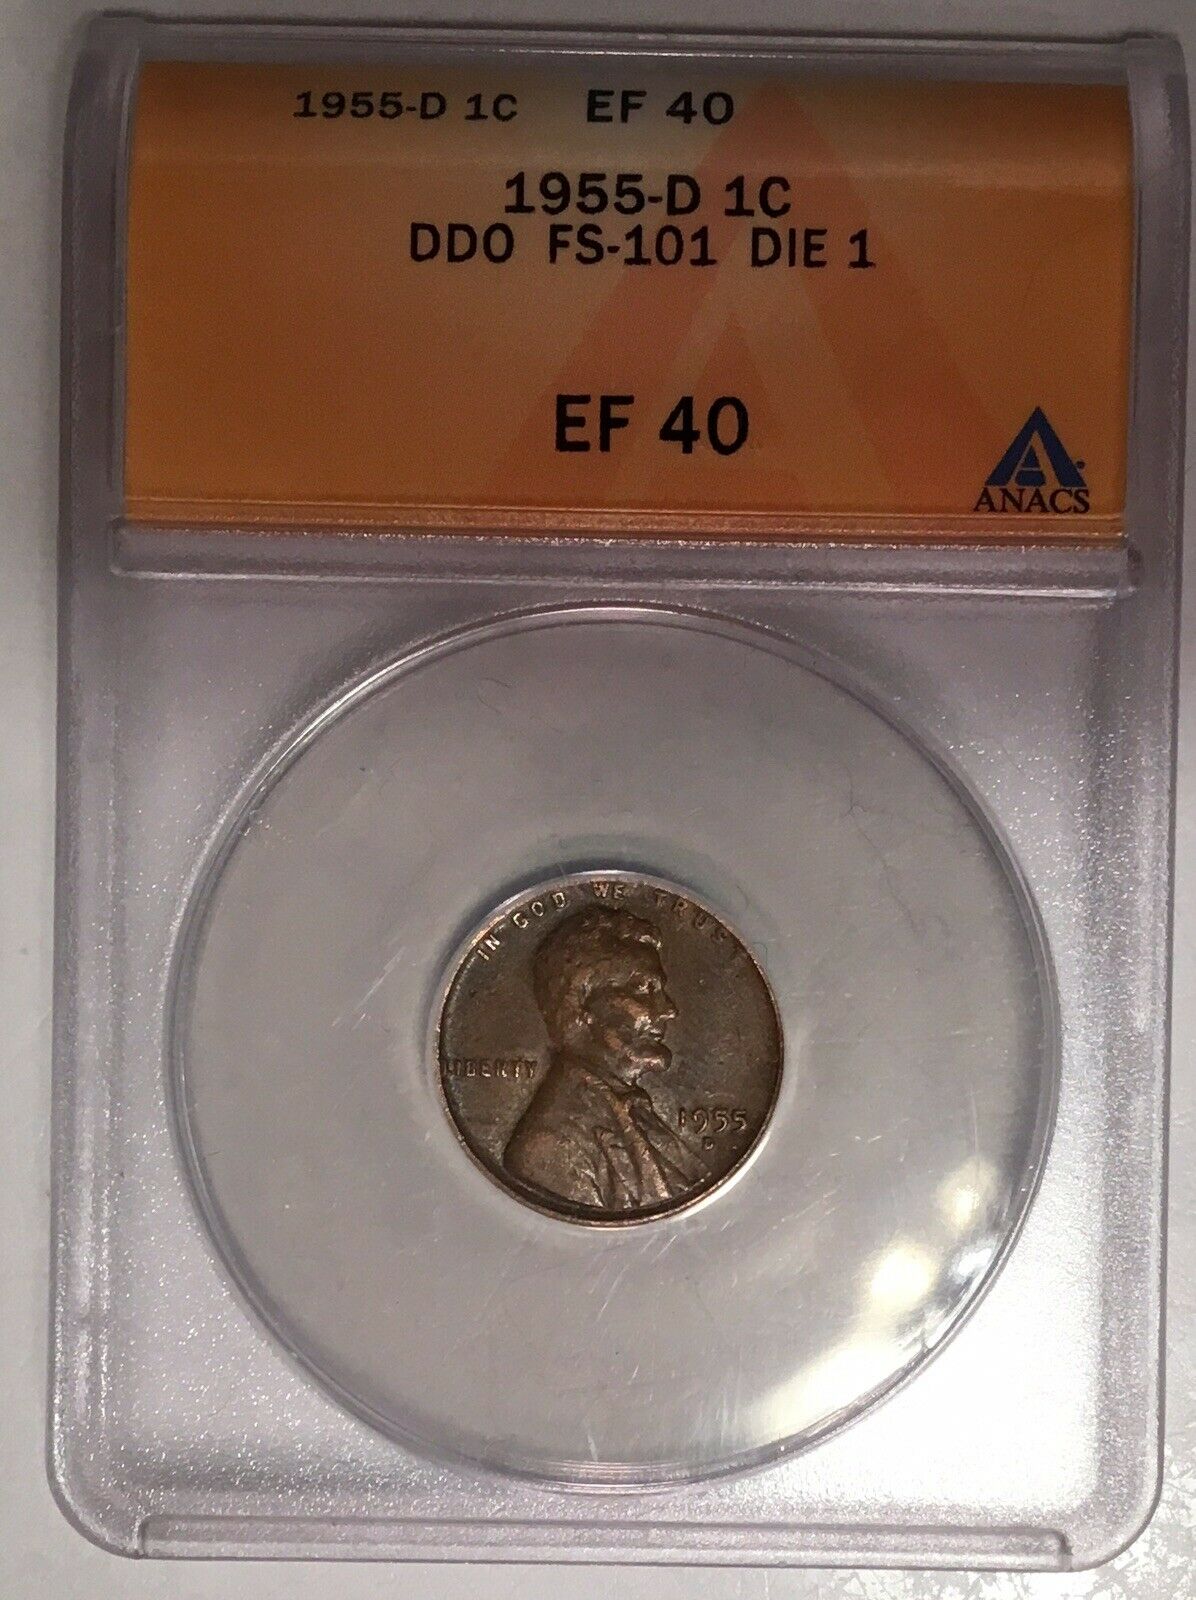 1955-D 1C EF 40
1955-D 1C
DDO FS-101 DIE 1
EF 40
ANACS
IN GOD WE TRUST
LIBERTY
1955
D